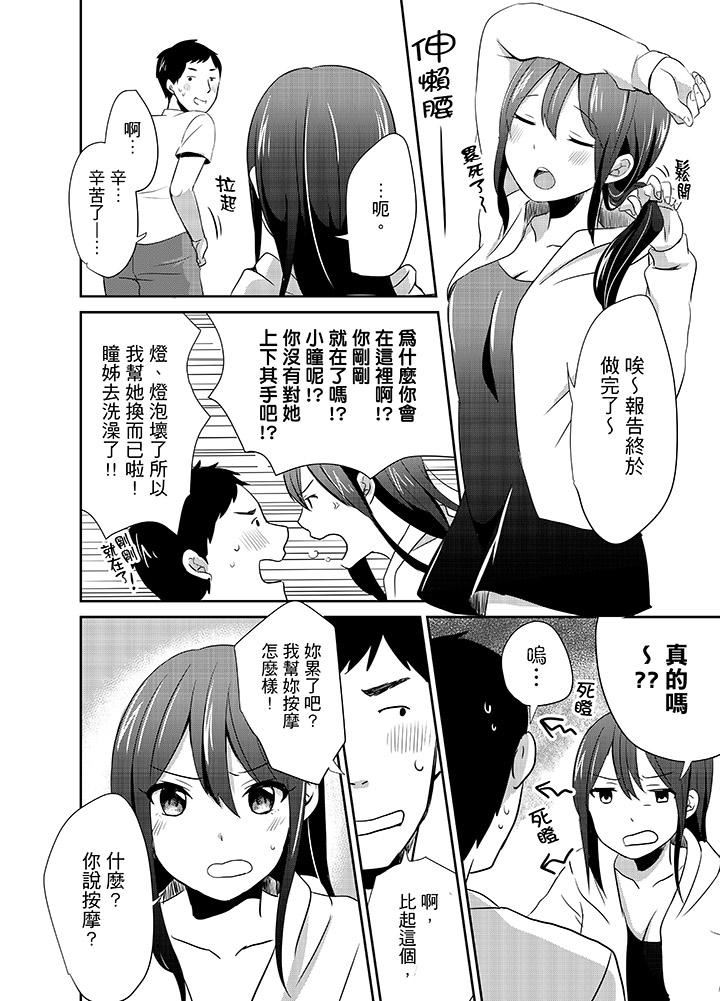 伸懶腰
累死了～
鬆開
唉～報告終於
做完了～
…呃。
拉起
啊…
辛…
辛苦了──…
為什麼你會
在這裡啊!?
你剛剛
就在了嗎!?
小瞳呢!?
你沒有對她
上下其手吧!?
燈、燈泡壞了所以
我幫她換而已啦！
瞳姊去洗澡了!!
剛剛
就在了！
真的嗎
～??
死瞪
死瞪
嗚…
啊，
比起這個，
妳累了吧？
我幫妳按摩
怎麼樣！
什麼？
你說按摩？